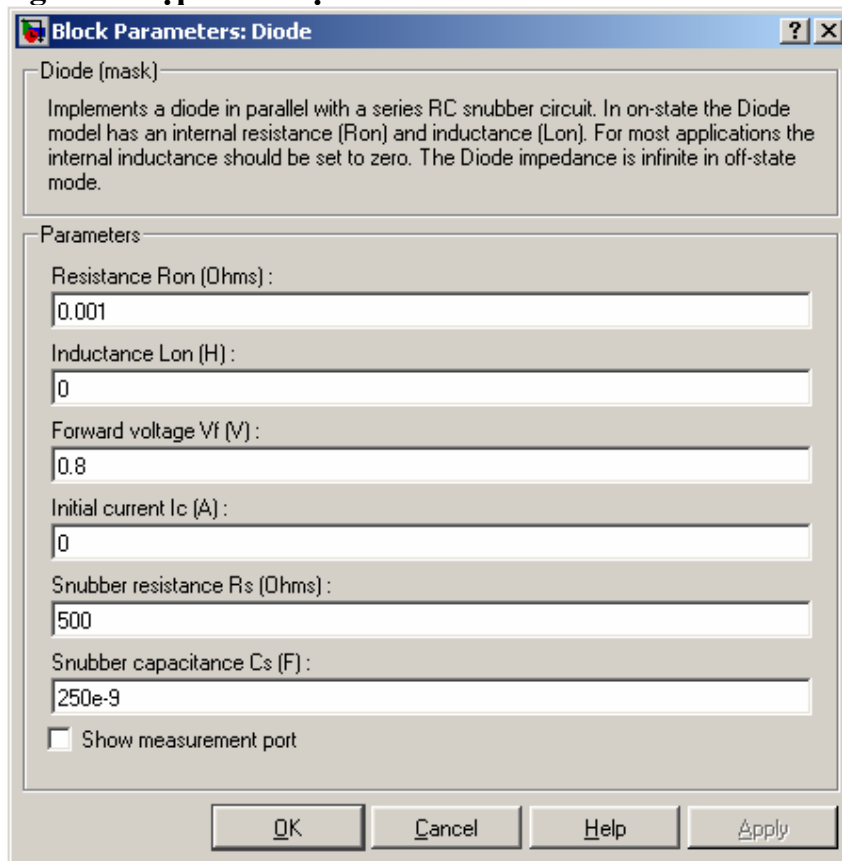 Block Parameters: Diode
Diode (mask)
Implements a diode in parallel with a series RC snubber circuit. In on-state the Diode
model has an internal resistance (Ron) and inductance (Lon). For most applications the
internal inductance should be set to zero. The Diode impedance is infinite in off-state
mode.
Parameters
Resistance Ron (Ohms) :
0.001
Inductance Lon (H) :
0
Forward voltage Vf (V) :
0.8
Initial current Ic (A) :
0
Snubber resistance Rs (Ohms) :
500
Snubber capacitance Cs (F) :
250e-9
Show measurement port
OK Cancel Help Apply